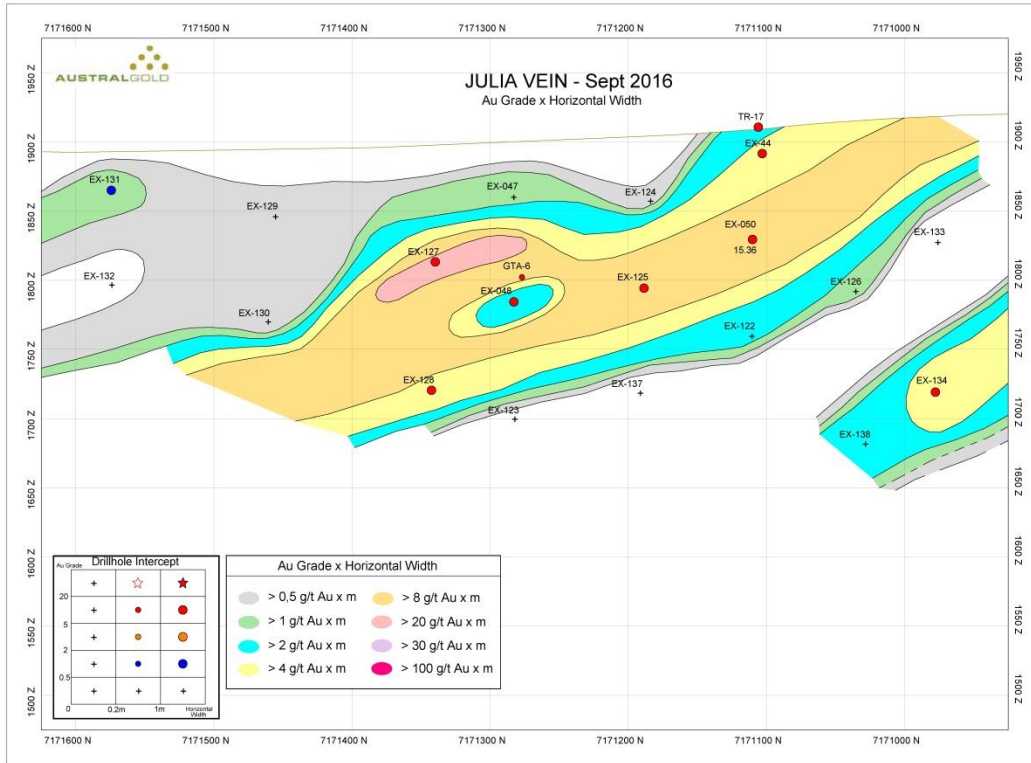 7171600 N 7171500 N 7171400 N 7171300 N 7171200 N 7171100 N 7171000 N
AUSTRALGOLD
JULIA VEIN - Sept 2016
Au Grade x Horizontal Width
1950 Z 1950 Z
1900 Z 1900 Z
1850 Z 1850 Z
1800 Z 1800 Z
1750 Z 1750 Z
1700 Z 1700 Z
1650 Z 1650 Z
1600 Z 1600 Z
1550 Z 1550 Z
1500 Z 1500 Z
TR-17
EX-44
EX-131
EX-047
EX-124
EX-129
EX-050
15.36
EX-133
EX-127
GTA-6
EX-132
EX-048
EX-125
EX-126
EX-130
EX-122
EX-128
EX-137
EX-134
EX-123
EX-138
Drillhole Intercept
Au Grade
20
5
2
0.5
0 0.2m 1m Horizontal
Width
Au Grade x Horizontal Width
> 0,5 g/t Au x m > 8 g/t Au x m
> 1 g/t Au x m > 20 g/t Au x m
> 2 g/t Au x m > 30 g/t Au x m
> 4 g/t Au x m > 100 g/t Au x m
7171600 N 7171500 N 7171400 N 7171300 N 7171200 N 7171100 N 7171000 N